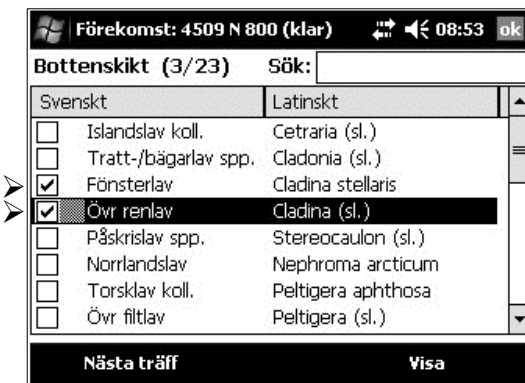 Förekomst: 4509 N 800 (klar) 08:53 ok
Bottenskikt (3/23) Sök:
Svenskt Latinskt
Islandslav koll. Cetraria (sl.)
Tratt-/bägarlav spp. Cladonia (sl.)
Fönsterlav Cladina stellaris
Övr renlav Cladina (sl.)
Påskrislav spp. Stereocaulon (sl.)
Norrlandslav Nephroma arcticum
Torsklav koll. Peltigera aphthosa
Övr filtlav Peltigera (sl.)
Nästa träff Visa